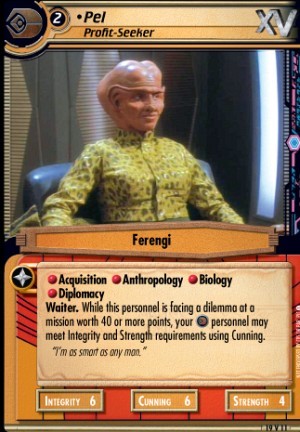 2 •Pel XV
Profit-Seeker
Ferengi
Acquisition Anthropology Biology
Diplomacy
Waiter. While this personnel is facing a dilemma at a
mission worth 40 or more points, your personnel may
meet Integrity and Strength requirements using Cunning.
"I'm as smart as any man."
INTEGRITY 6 CUNNING 6 STRENGTH 4
19 V 11